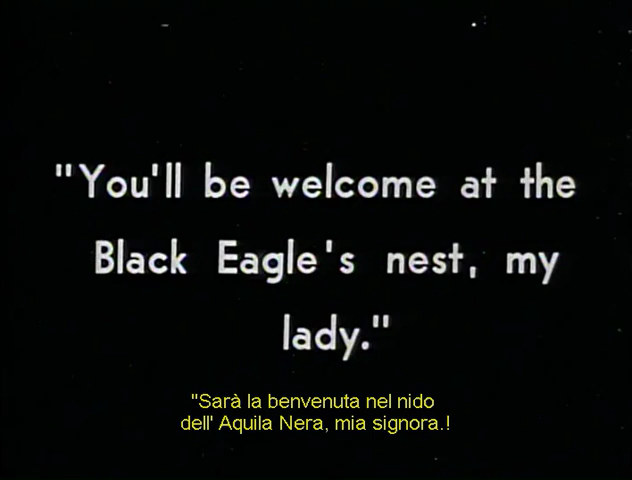 "You'll be welcome at the
Black Eagle's nest, my
lady."
"Sarà la benvenuta nel nido
dell' Aquila Nera, mia signora.!